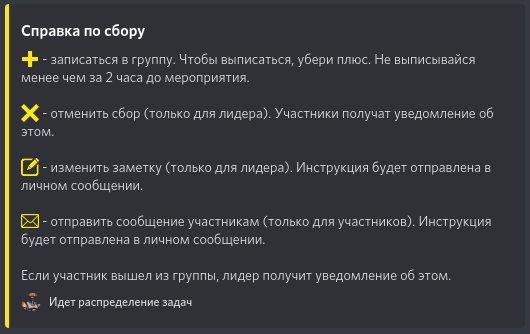 Справка по сбору
- записаться в группу. Чтобы выписаться, убери плюс. Не выписывайся
менее чем за 2 часа до мероприятия.
- отменить сбор (только для лидера). Участники получат уведомление об
этом.
- изменить заметку (только для лидера). Инструкция будет отправлена в
личном сообщении.
- отправить сообщение участникам (только для участников). Инструкция
будет отправлена в личном сообщении.
Если участник вышел из группы, лидер получит уведомление об этом.
Идет распределение задач